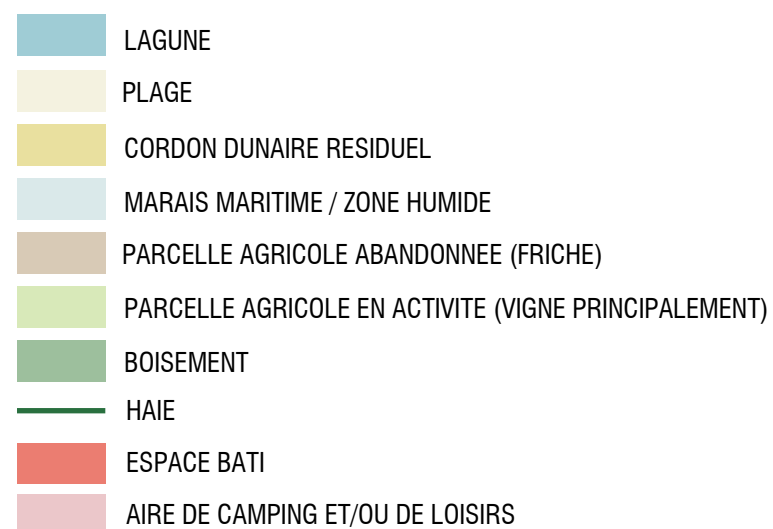 LAGUNE
PLAGE
CORDON DUNAIRE RESIDUEL
MARAIS MARITIME / ZONE HUMIDE
PARCELLE AGRICOLE ABANDONNEE (FRICHE)
PARCELLE AGRICOLE EN ACTIVITE (VIGNE PRINCIPALEMENT)
BOISEMENT
HAIE
ESPACE BATI
AIRE DE CAMPING ET/OU DE LOISIRS